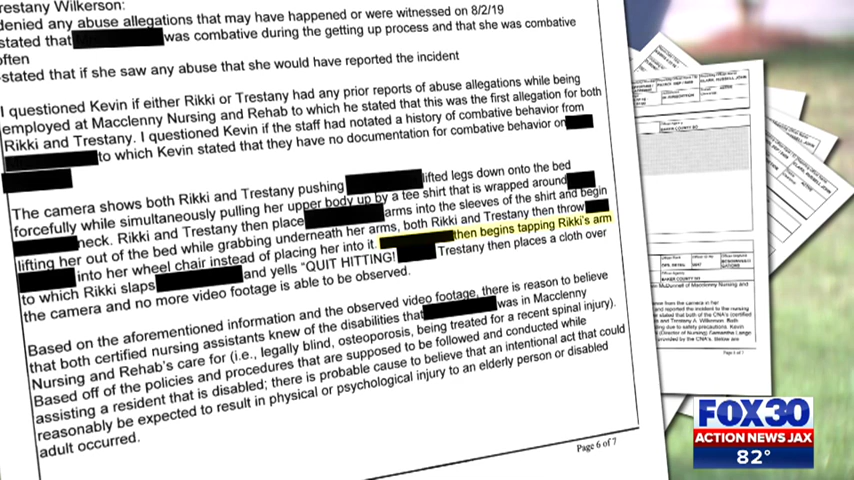 restany Wilkerson:
denied any abuse allegations that may have happened or were witnessed on 8/2/19
stated that was combative during the getting up process and that she was combative
often
-stated that if she saw any abuse that she would have reported the incident
I questioned Kevin if either Rikki or Trestany had any prior reports of abuse allegations while being
employed at Macclenny Nursing and Rehab to which he stated that this was the first allegation for both
Rikki and Trestany. I questioned Kevin if the staff had notated a history of combative behavior from
to which Kevin stated that they have no documentation for combative behavior on
The camera shows both Rikki and Trestany pushing lifted legs down onto the bed
forcefully while simultaneously pulling her upper body up by a tee shirt that is wrapped around
neck. Rikki and Trestany then place arms into the sleeves of the shirt and begin
lifting her out of the bed while grabbing underneath her arms, both Rikki and Trestany then throw
into her wheel chair instead of placing her into it. then begins tapping Rikki's arm
to which Rikki slaps and yells "QUIT HITTING! Trestany then places a cloth over
the camera and no more video footage is able to be observed.
Based on the aforementioned information and the observed video footage, there is reason to believe
that both certified nursing assistants knew of the disabilities that was in Macclenny
Nursing and Rehab's care for (i.e., legally blind, osteoporosis, being treated for a recent spinal injury).
Based off of the policies and procedures that are supposed to be followed and conducted while
assisting a resident that is disabled; there is probable cause to believe that an intentional act that could
reasonably be expected to result in physical or psychological injury to an elderly person or disabled
adult occurred.
Page 6 of 7
FOX30
ACTION NEWS JAX
82°